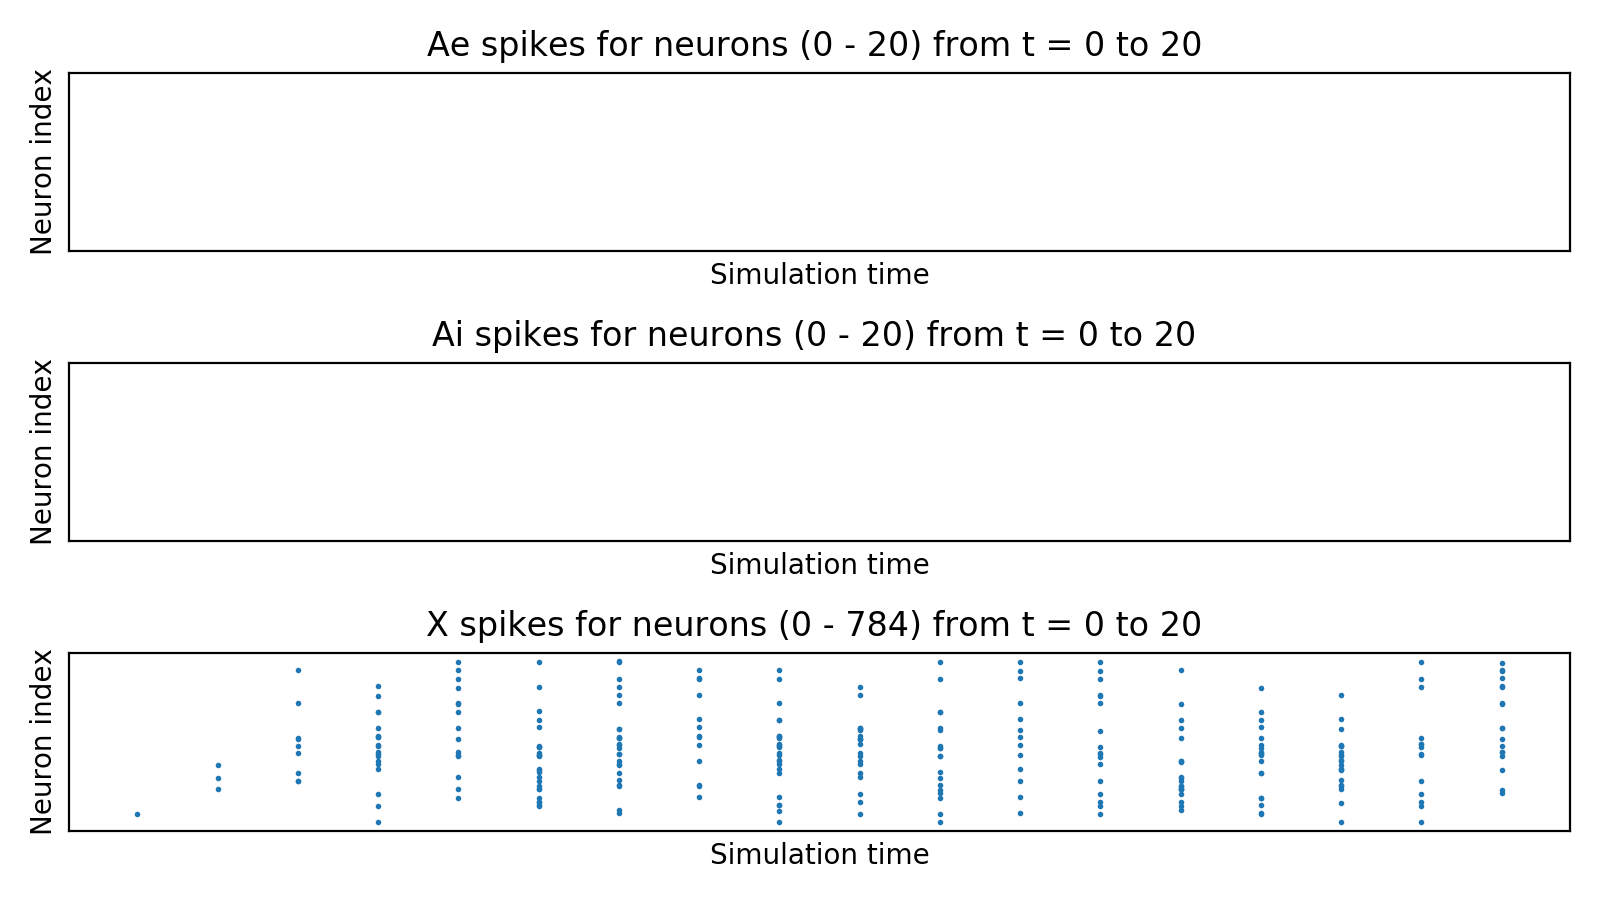 Ae spikes for neurons (0 - 20) from t = 0 to 20
Neuron index
Simulation time
Ai spikes for neurons (0 - 20) from t = 0 to 20
Neuron index
Simulation time
X spikes for neurons (0 - 784) from t = 0 to 20
Neuron index
Simulation time